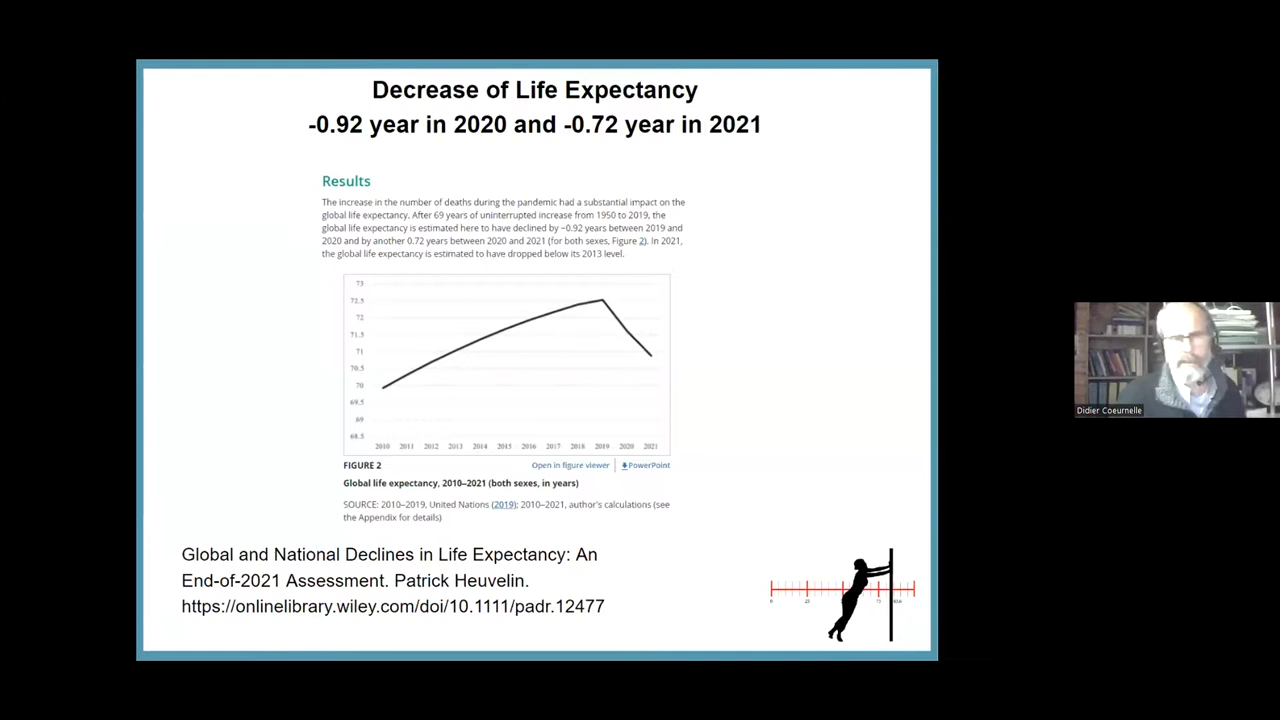 Decrease of Life Expectancy
-0.92 year in 2020 and -0.72 year in 2021
Results
The increase in the number of deaths during the pandemic had a substantial impact on the
global life expectancy. After 69 years of uninterrupted increase from 1950 to 2019, the
global life expectancy is estimated here to have declined by −0.92 years between 2019 and
2020 and by another 0.72 years between 2020 and 2021 (for both sexes, Figure 2). In 2021,
the global life expectancy is estimated to have dropped below its 2013 level.
73
72.5
72
71.5
71
70.5
70
69.5
69
68.5
2010 2011 2012 2013 2014 2015 2016 2017 2018 2019 2020 2021
FIGURE 2
Open in figure viewer
PowerPoint
Global life expectancy, 2010–2021 (both sexes, in years)
SOURCE: 2010–2019, United Nations (2019); 2010–2021, author's calculations (see
the Appendix for details)
Global and National Declines in Life Expectancy: An
End-of-2021 Assessment. Patrick Heuvelin.
https://onlinelibrary.wiley.com/doi/10.1111/padr.12477
0 25 75
Didier Coeurnelle